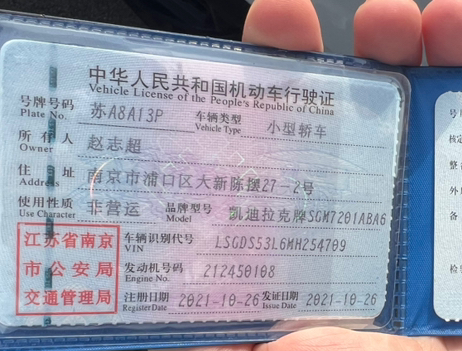 中华人民共和国机动车行驶证
Vehicle License of the People's Republic of China
号牌号码 苏A8A13P 车辆类型 小型轿车
Plate No. Vehicle Type
所有人 赵志超
Owner
住址 南京市浦口区大新陈摆27-2号
Address
使用性质 非营运 品牌型号 凯迪拉克牌SGM7201ABA6
Use Character Model
江苏省南京
市公安局
交通管理局
车辆识别代号 LSGDS53L6MH254709
VIN
发动机号码 212450108
Engine No.
注册日期 2021-10-26 发证日期 2021-10-26
Register Date Issue Date